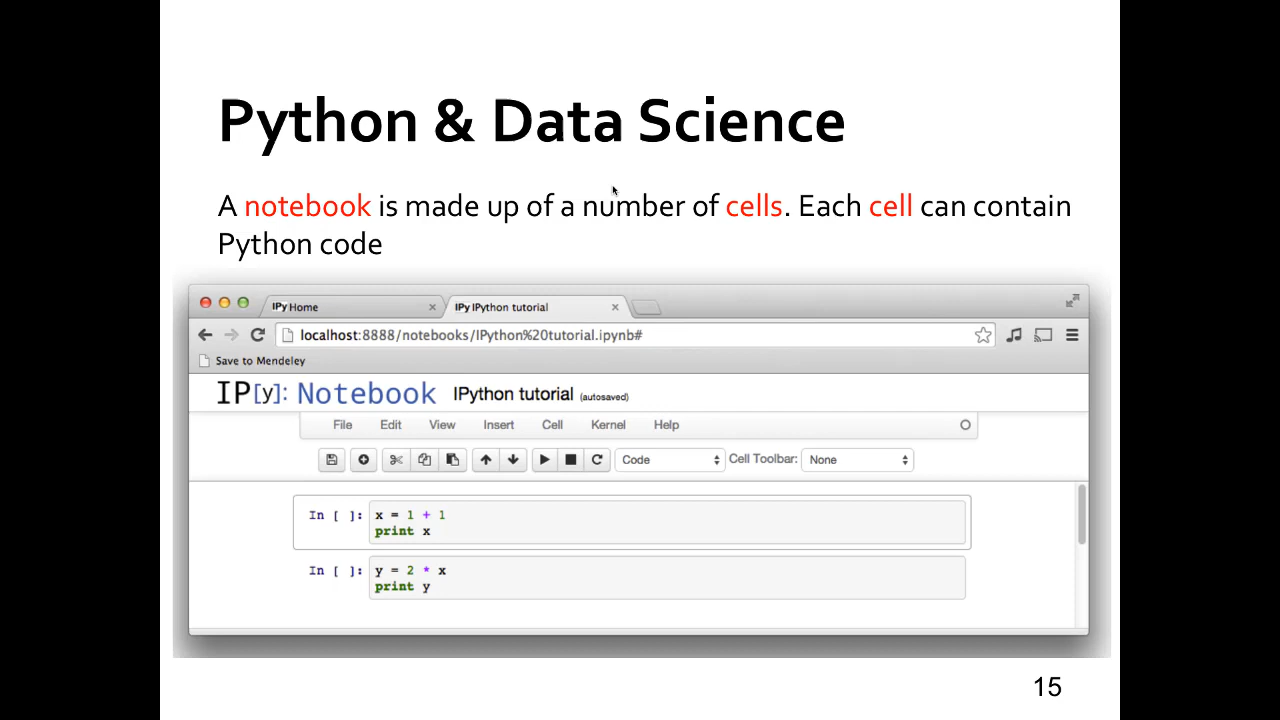 Python & Data Science
A notebook is made up of a number of cells. Each cell can contain
Python code
IPy Home
IPy IPython tutorial
localhost:8888/notebooks/IPython%20tutorial.ipynb#
Save to Mendeley
IP[y]: Notebook IPython tutorial (autosaved)
File Edit View Insert Cell Kernel Help
Code Cell Toolbar: None
In [ ]: x = 1 + 1
print x
In [ ]: y = 2 * x
print y
15